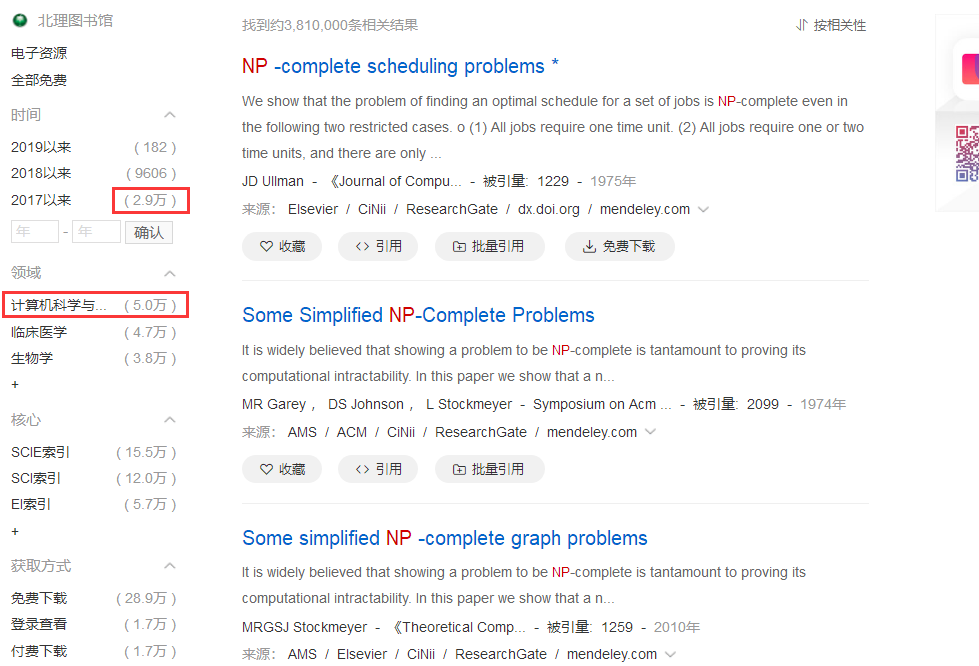 北理图书馆
电子资源
全部免费
时间
2019以来 ( 182 )
2018以来 ( 9606 )
2017以来 ( 2.9万 )
年 - 年 确认
领域
计算机科学与... ( 5.0万 )
临床医学 ( 4.7万 )
生物学 ( 3.8万 )
+
核心
SCIE索引 ( 15.5万 )
SCI索引 ( 12.0万 )
EI索引 ( 5.7万 )
+
获取方式
免费下载 ( 28.9万 )
登录查看 ( 1.7万 )
付费下载 ( 1.7万 )
找到约3,810,000条相关结果 按相关性
NP -complete scheduling problems *
We show that the problem of finding an optimal schedule for a set of jobs is NP-complete even in
the following two restricted cases. o (1) All jobs require one time unit. (2) All jobs require one or two
time units, and there are only ...
JD Ullman - 《Journal of Compu... - 被引量: 1229 - 1975年
来源： Elsevier / CiNii / ResearchGate / dx.doi.org / mendeley.com
收藏 <> 引用 批量引用 免费下载
Some Simplified NP-Complete Problems
It is widely believed that showing a problem to be NP-complete is tantamount to proving its
computational intractability. In this paper we show that a n...
MR Garey ， DS Johnson ， L Stockmeyer - Symposium on Acm ... - 被引量: 2099 - 1974年
来源： AMS / ACM / CiNii / ResearchGate / mendeley.com
收藏 <> 引用 批量引用
Some simplified NP -complete graph problems
It is widely believed that showing a problem to be NP-complete is tantamount to proving its
computational intractability. In this paper we show that a n...
MRGSJ Stockmeyer - 《Theoretical Comp... - 被引量: 1259 - 2010年
来源： AMS / Elsevier / CiNii / ResearchGate / mendeley.com